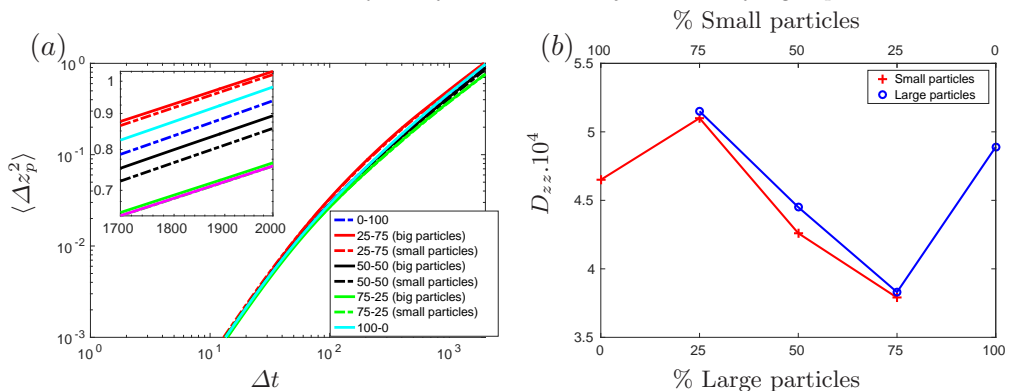 (a)
⟨Δz_p^2⟩
10^0
10^-1
10^-2
10^-3
10^0
10^1
10^2
10^3
Δt
1
0.9
0.8
0.7
1700
1800
1900
2000
0-100
25-75 (big particles)
25-75 (small particles)
50-50 (big particles)
50-50 (small particles)
75-25 (big particles)
75-25 (small particles)
100-0
(b)
% Small particles
100
75
50
25
0
D_zz.10^4
5.5
5
4.5
4
3.5
0
25
50
75
100
% Large particles
Small particles
Large particles